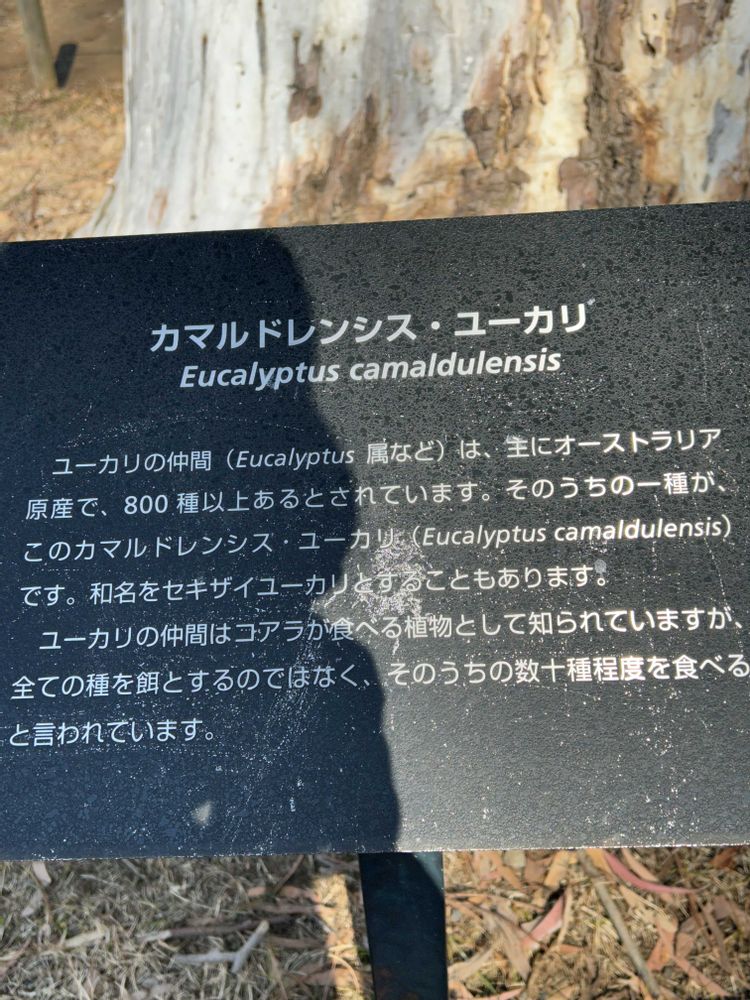 カマルドレンシス・ユーカリ
Eucalyptus camaldulensis
ユーカリの仲間（Eucalyptus 属など）は、主にオーストラリア
原産で、800 種以上あるとされています。そのうちの一種が、
このカマルドレンシス・ユーカリ（Eucalyptus camaldulensis）
です。和名をセキザイユーカリとすることもあります。
ユーカリの仲間はコアラが食べる植物として知られていますが、
全ての種を餌とするのではなく、そのうちの数十種程度を食べる
と言われています。